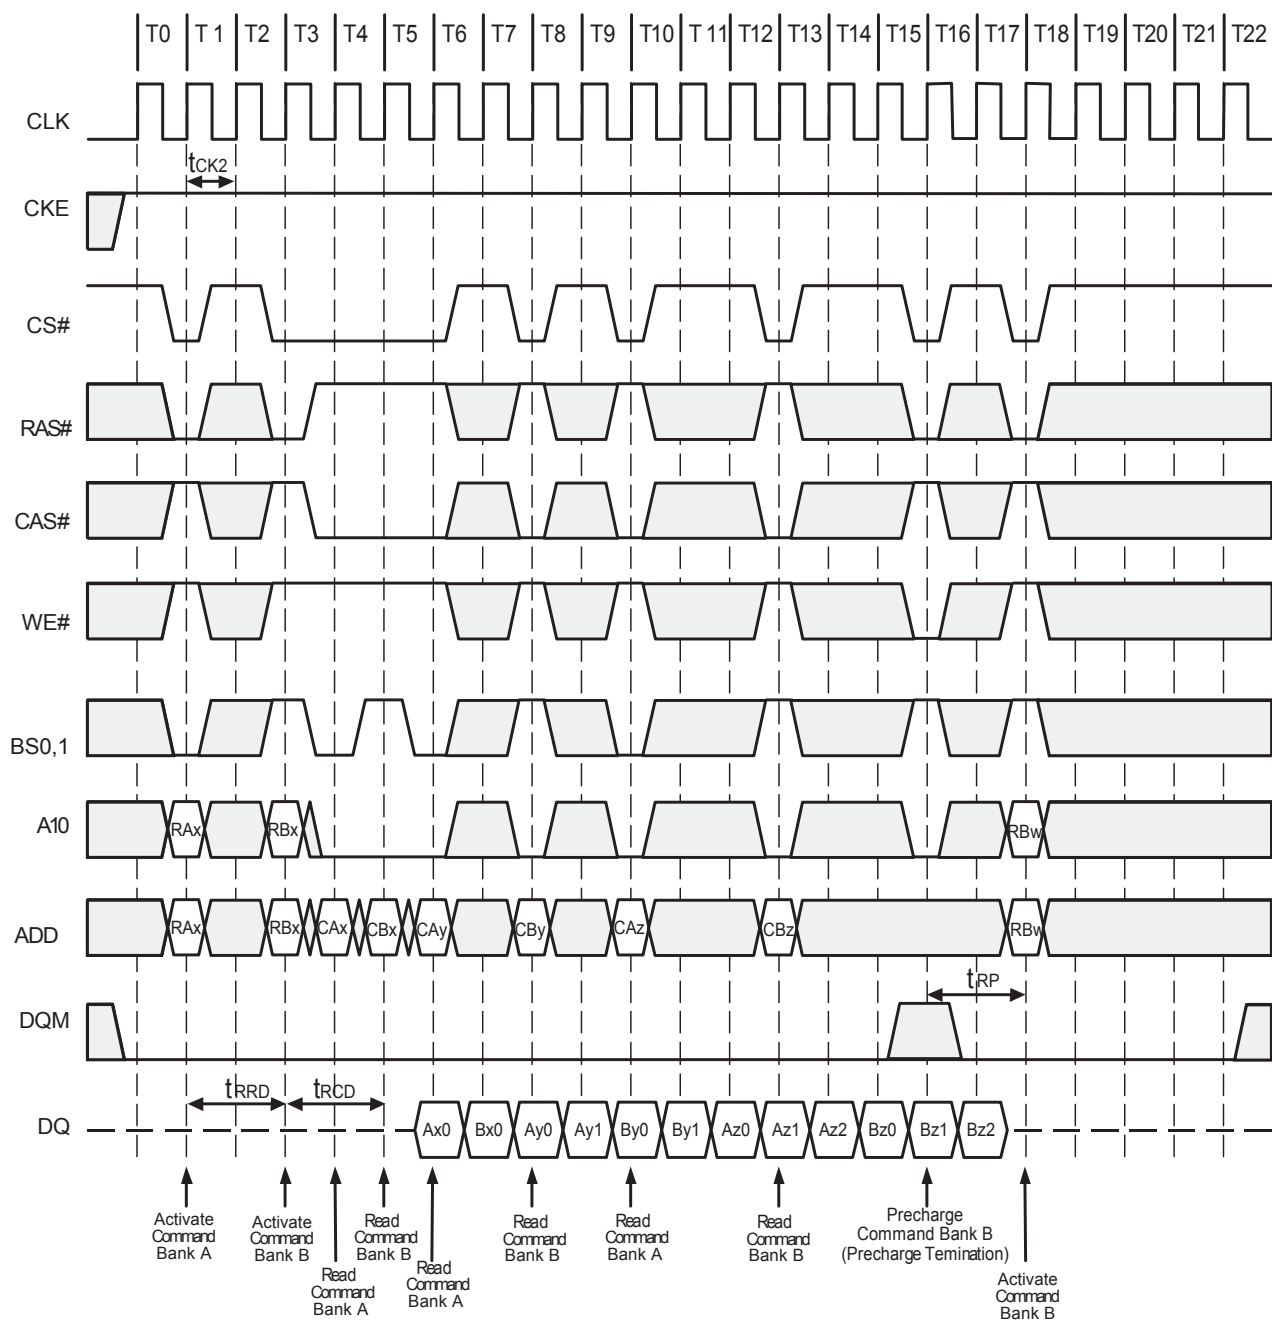 T0 T 1 T2 T3 T4 T5 T6 T7 T8 T9 T10 T 11 T12 T13 T14 T15 T16 T17 T18 T19 T20 T21 T22
CLK
tCK2
CKE
CS#
RAS#
CAS#
WE#
BS0,1
A10
RAx RBx RBw
ADD
RAx RBx CAx CBx CAy CBy CAz CBz RBw
tRP
DQM
tRRD tRCD
DQ
Ax0 Bx0 Ay0 Ay1 By0 By1 Az0 Az1 Az2 Bz0 Bz1 Bz2
Activate
Command
Bank A
Activate
Command
Bank B
Read
Command
Bank A
Read
Command
Bank B
Read
Command
Bank A
Read
Command
Bank B
Read
Command
Bank A
Read
Command
Bank B
Precharge
Command Bank B
(Precharge Temination)
Activate
Command
Bank B